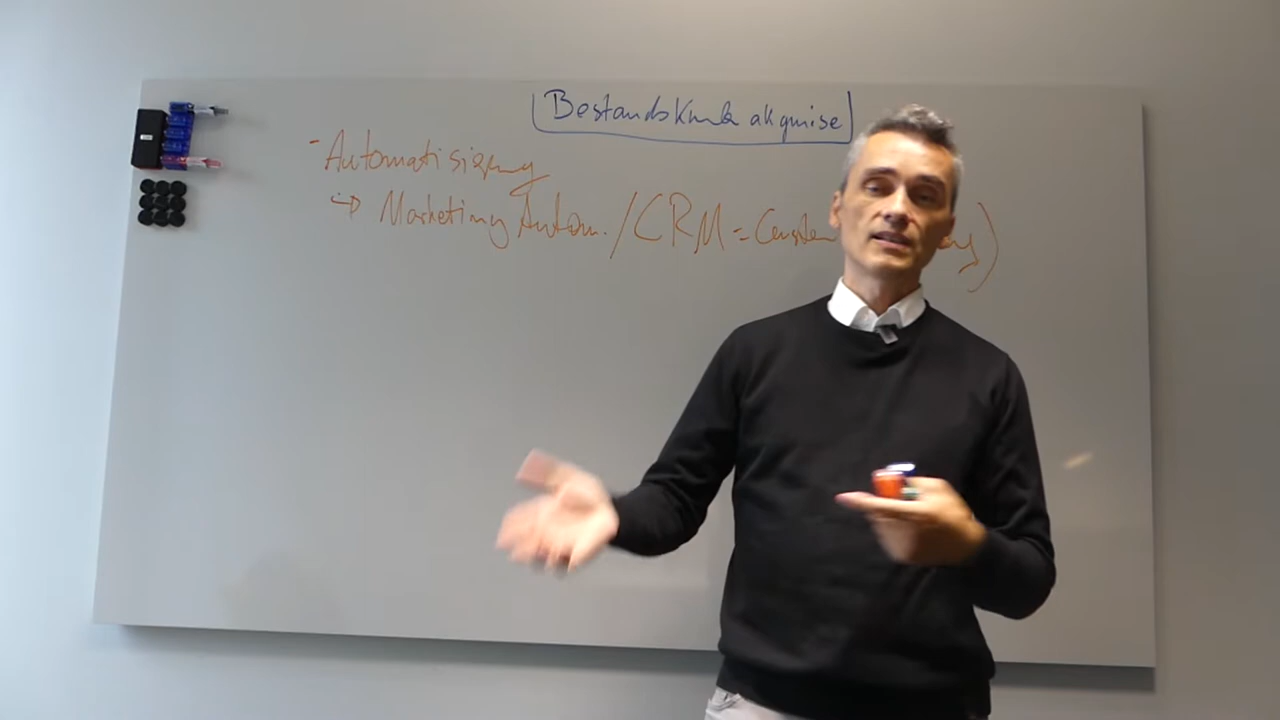 Bestandskunde akquise
- Automatisierung
→ Marketing Autom. / CRM =